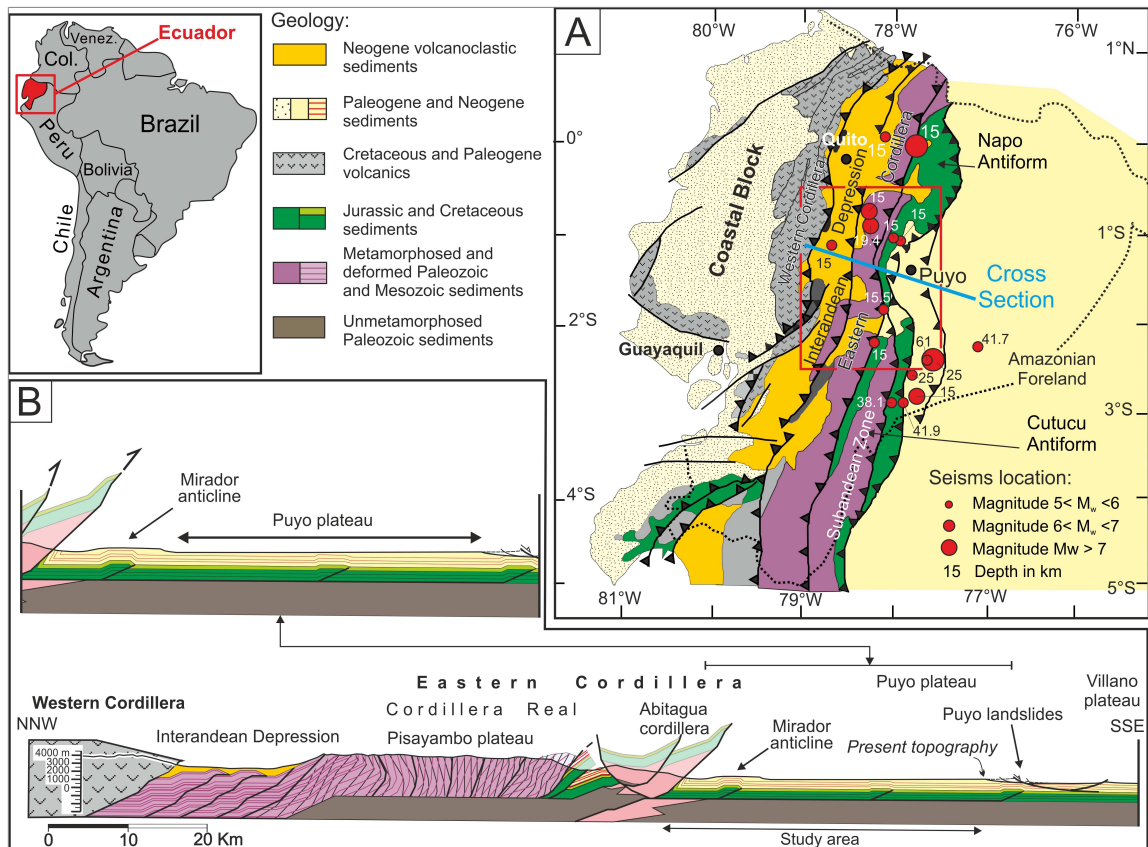 Venez.
Ecuador
Col.
Brazil
Peru
Bolivia
Chile
Argentina
Geology:
Neogene volcanoclastic
sediments
Paleogene and Neogene
sediments
Cretaceous and Paleogene
volcanics
Jurassic and Cretaceous
sediments
Metamorphosed and
deformed Paleozoic
and Mesozoic sediments
Unmetamorphosed
Paleozoic sediments
A
80°W
78°W
76°W
1°N
0°
1°S
2°S
3°S
4°S
5°S
81°W
79°W
77°W
Coastal Block
Western Cordillera
Interandean
Depression
Eastern
Cordillera
Subandean Zone
Quito
15
15
Napo
Antiform
15
15
15
19.4
15
Puyo
Cross
Section
15.5
Guayaquil
15
61
41.7
25
25
15
38.1
41.9
Amazonian
Foreland
Cutucu
Antiform
Seisms location:
Magnitude 5< Mw <6
Magnitude 6< Mw <7
Magnitude Mw > 7
15 Depth in km
B
Mirador
anticline
Puyo plateau
Eastern Cordillera
Western Cordillera
NNW
Cordillera Real
Interandean Depression
Pisayambo plateau
Abitagua
cordillera
Mirador
anticline
Puyo plateau
Present topography
Puyo landslides
Villano
plateau
SSE
4000 m
3000
2000
1000
0
0 10 20 Km
Study area